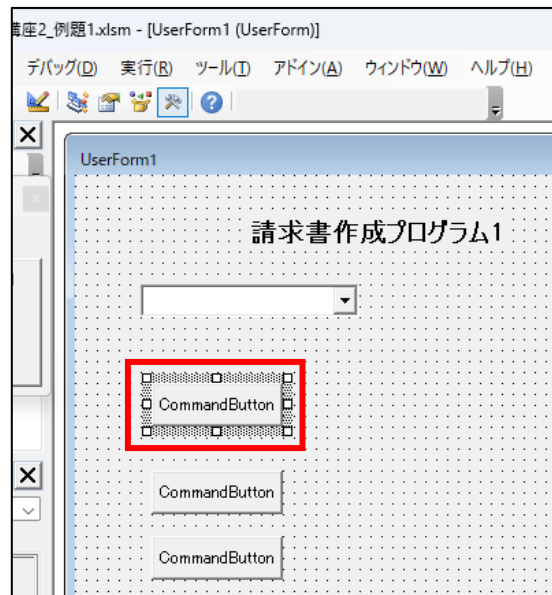 講座2_例題1.xlsm - [UserForm1 (UserForm)]
デバッグ(D) 実行(R) ツール(T) アドイン(A) ウィンドウ(W) ヘルプ(H)
UserForm1
請求書作成プログラム1
CommandButton
CommandButton
CommandButton